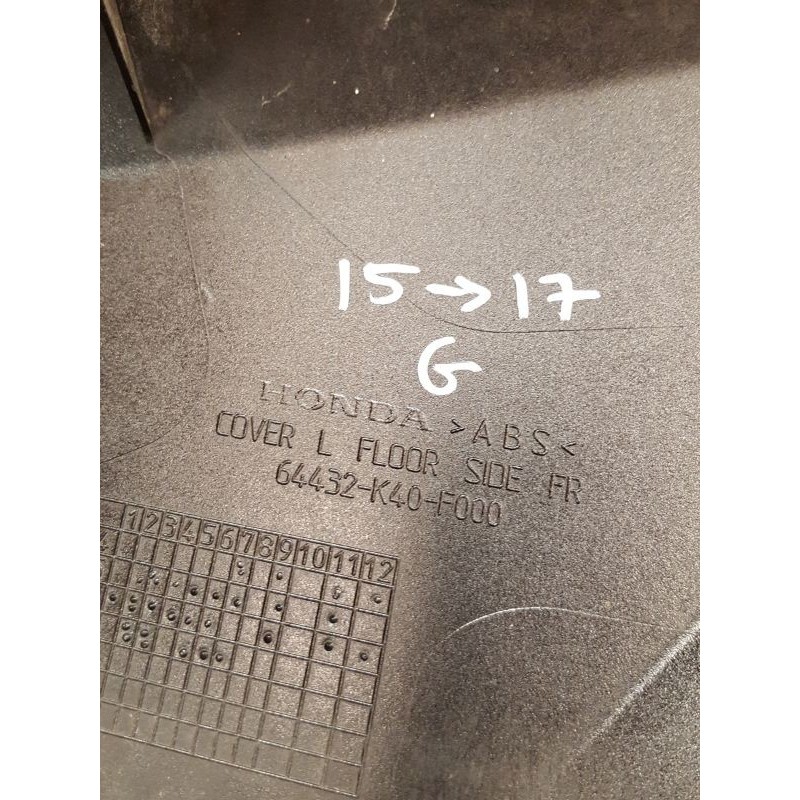 15→17
G
HONDA >ABS<
COVER L FLOOR SIDE FR
64432-K40-F000
1 2 3 4 5 6 7 8 9 10 11 12